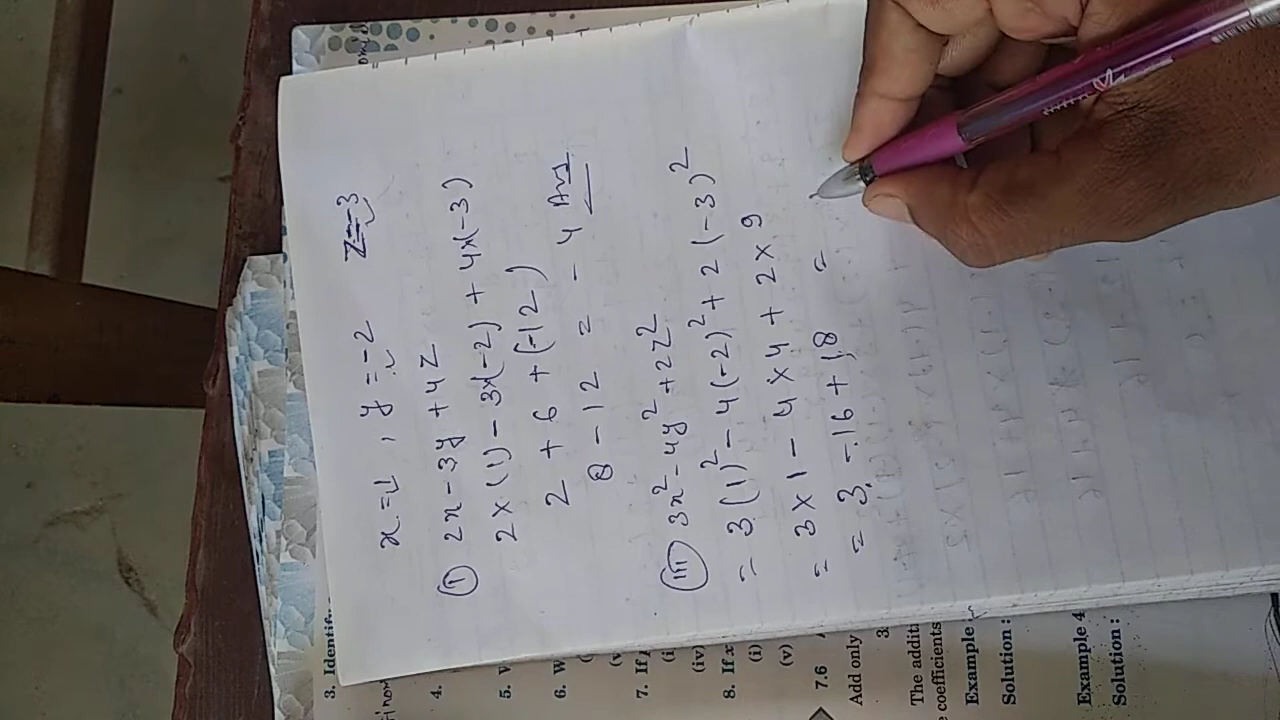 x = 1 , y = -2 z = -3
(i) 2x - 3y + 4z
2 × (1) - 3×(-2) + 4×(-3)
2 + 6 + (-12)
8 - 12 = - 4 Ans
(iii) 3x² - 4y² + 2z²
= 3(1)² - 4(-2)² + 2(-3)²
= 3 × 1 - 4 × 4 + 2 × 9
= 3 - 16 + 18 =
3. Identif
4.
5. W
6. W
7. If
(iv)
8. If x
(i)
(v)
7.6
Add only
3
The additi
coefficients
Example
Solution :
Example 4
Solution :